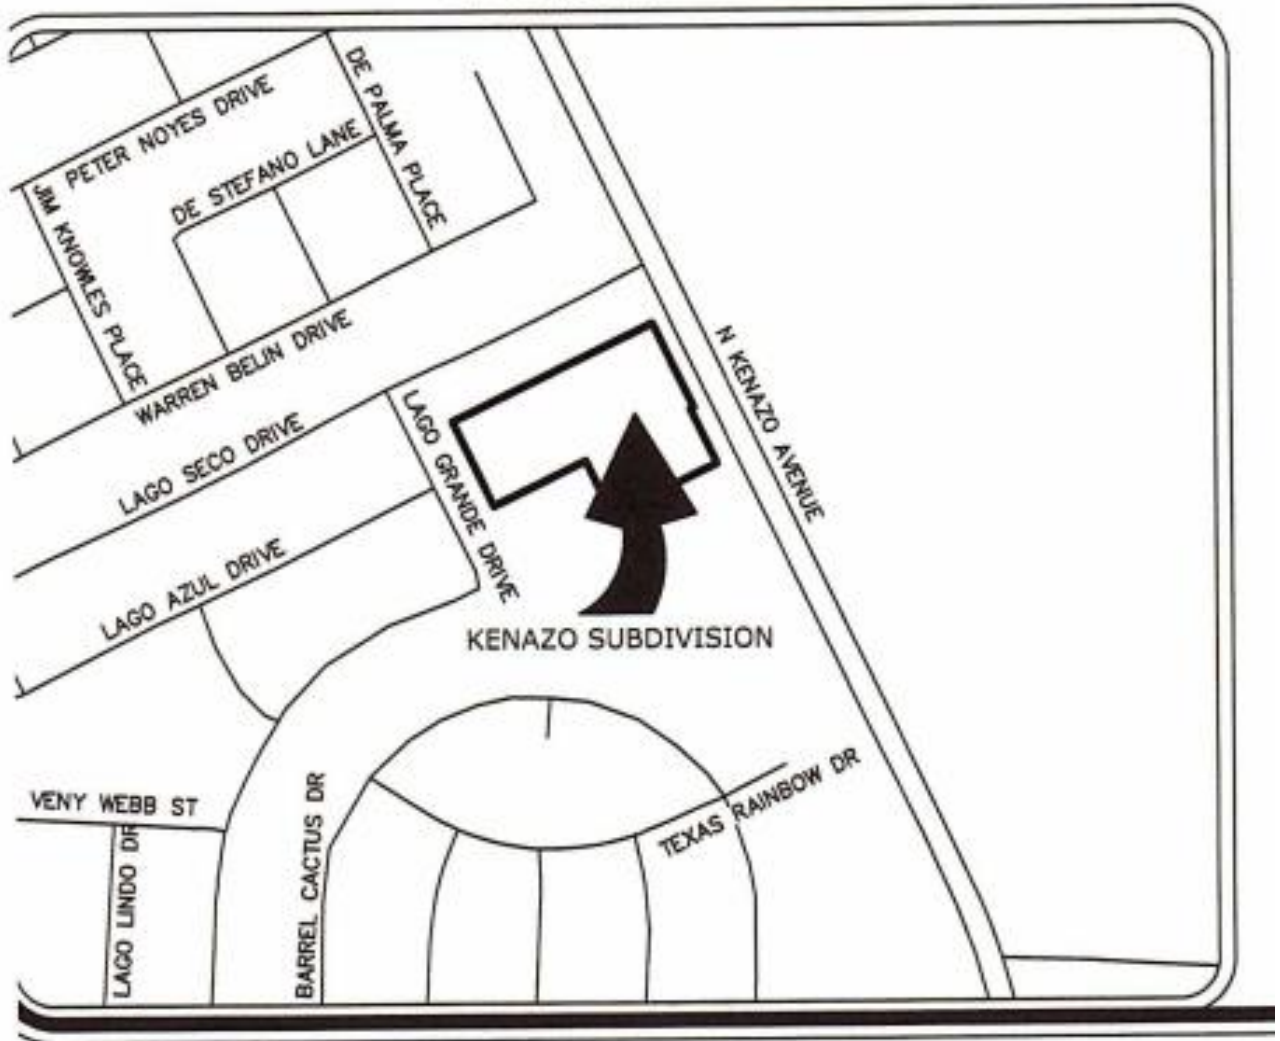 PETER NOYES DRIVE
DE PALMA PLACE
DE STEFANO LANE
JIM KNOWLES PLACE
WARREN BELIN DRIVE
N KENAZO AVENUE
LAGO SECO DRIVE
LAGO GRANDE DRIVE
LAGO AZUL DRIVE
KENAZO SUBDIVISION
VENY WEBB ST
TEXAS RAINBOW DR
LAGO LINDO DR
BARREL CACTUS DR